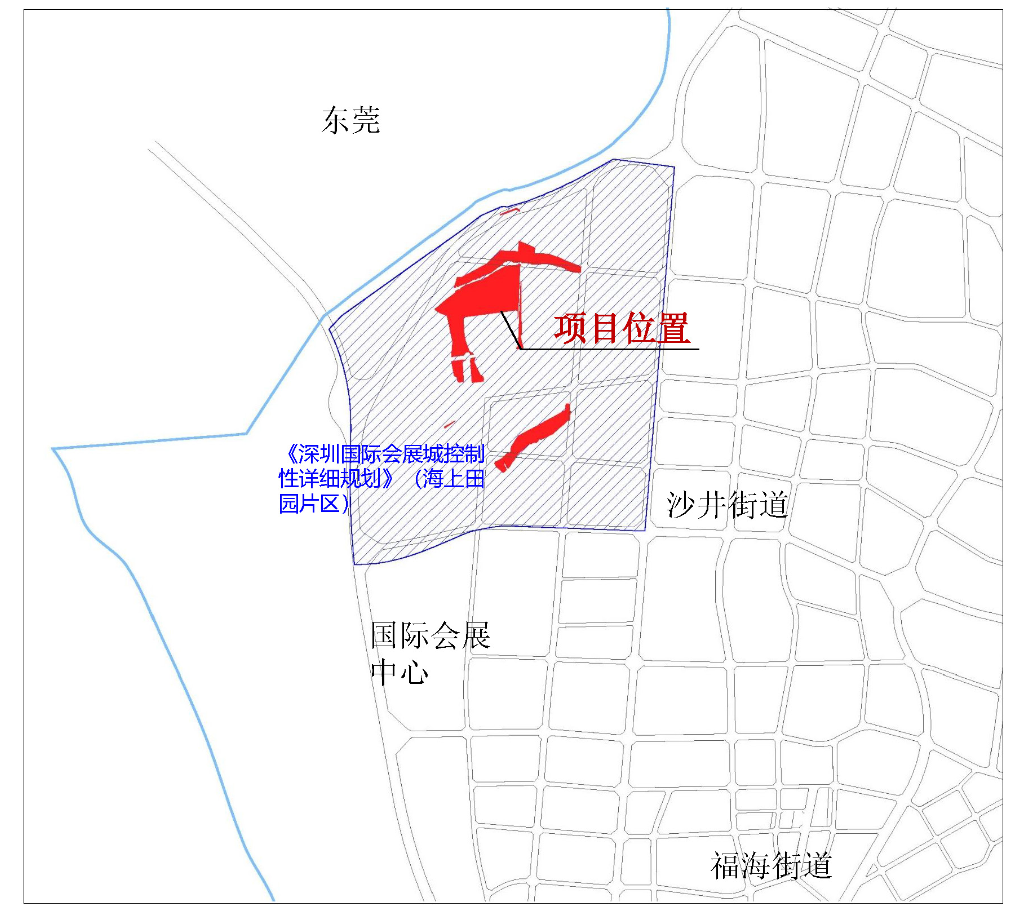 东莞
项目位置
《深圳国际会展城控制
性详细规划》（海上田
园片区）
沙井街道
国际会展
中心
福海街道